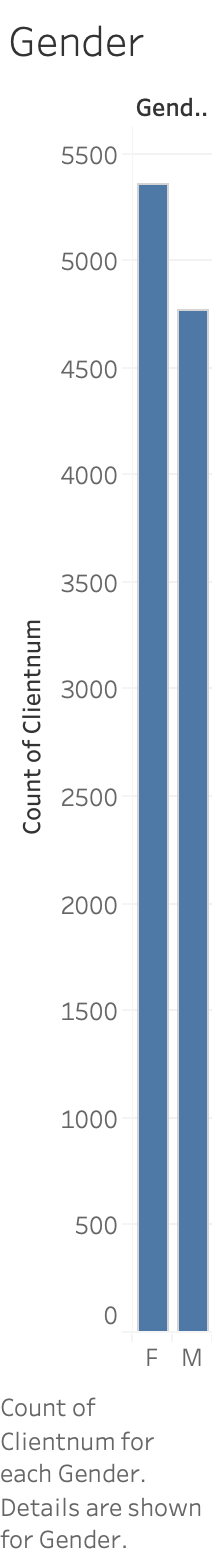 Gender
Gend..
5500
5000
4500
4000
3500
3000
2500
2000
1500
1000
500
0
Count of Clientnum
F M
Count of
Clientnum for
each Gender.
Details are shown
for Gender.